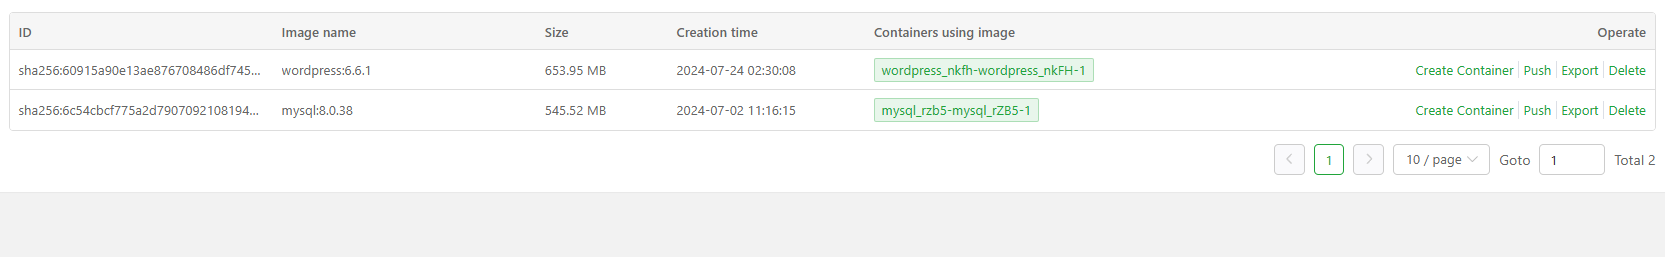 ID Image name Size Creation time Containers using image Operate
sha256:60915a90e13ae876708486df745... wordpress:6.6.1 653.95 MB 2024-07-24 02:30:08 wordpress_nkfh-wordpress_nkFH-1 Create Container Push Export Delete
sha256:6c54cbcf775a2d7907092108194... mysql:8.0.38 545.52 MB 2024-07-02 11:16:15 mysql_rzb5-mysql_rZB5-1 Create Container Push Export Delete
1 10 / page Goto 1 Total 2